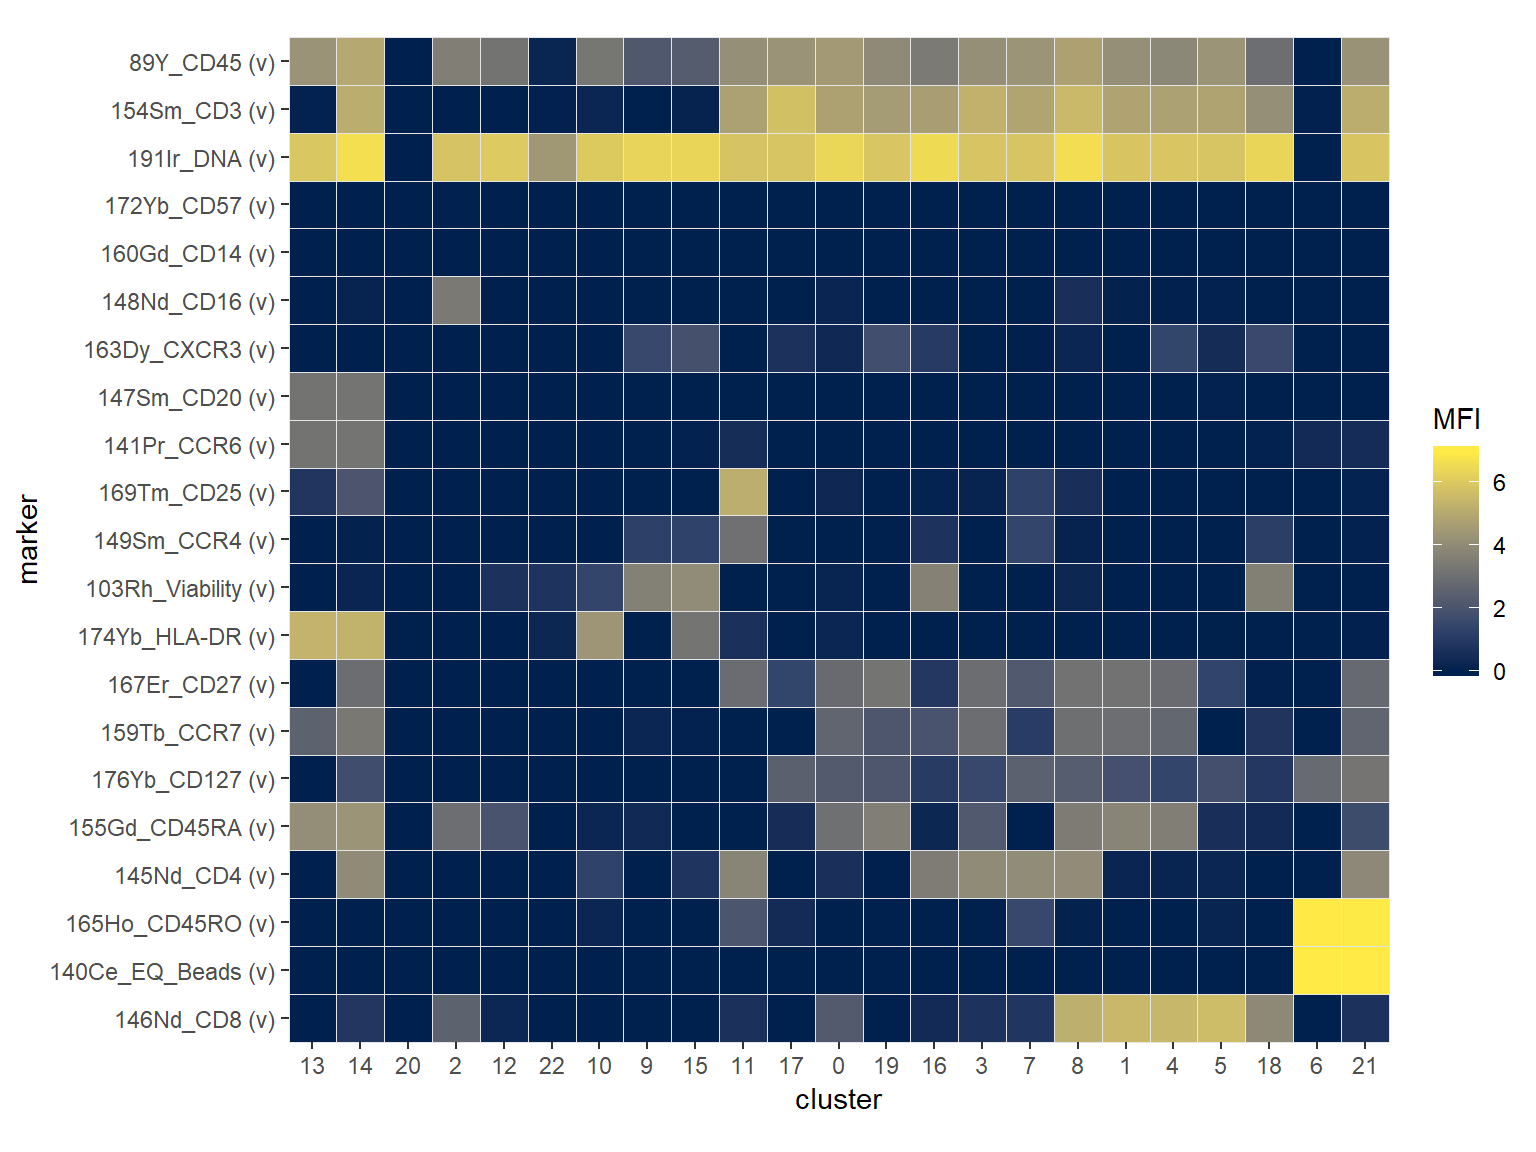 89Y_CD45 (v)
154Sm_CD3 (v)
191Ir_DNA (v)
172Yb_CD57 (v)
160Gd_CD14 (v)
148Nd_CD16 (v)
163Dy_CXCR3 (v)
147Sm_CD20 (v)
141Pr_CCR6 (v)
169Tm_CD25 (v)
149Sm_CCR4 (v)
103Rh_Viability (v)
174Yb_HLA-DR (v)
167Er_CD27 (v)
159Tb_CCR7 (v)
176Yb_CD127 (v)
155Gd_CD45RA (v)
145Nd_CD4 (v)
165Ho_CD45RO (v)
140Ce_EQ_Beads (v)
146Nd_CD8 (v)
marker
13 14 20 2 12 22 10 9 15 11 17 0 19 16 3 7 8 1 4 5 18 6 21
cluster
MFI
6
4
2
0